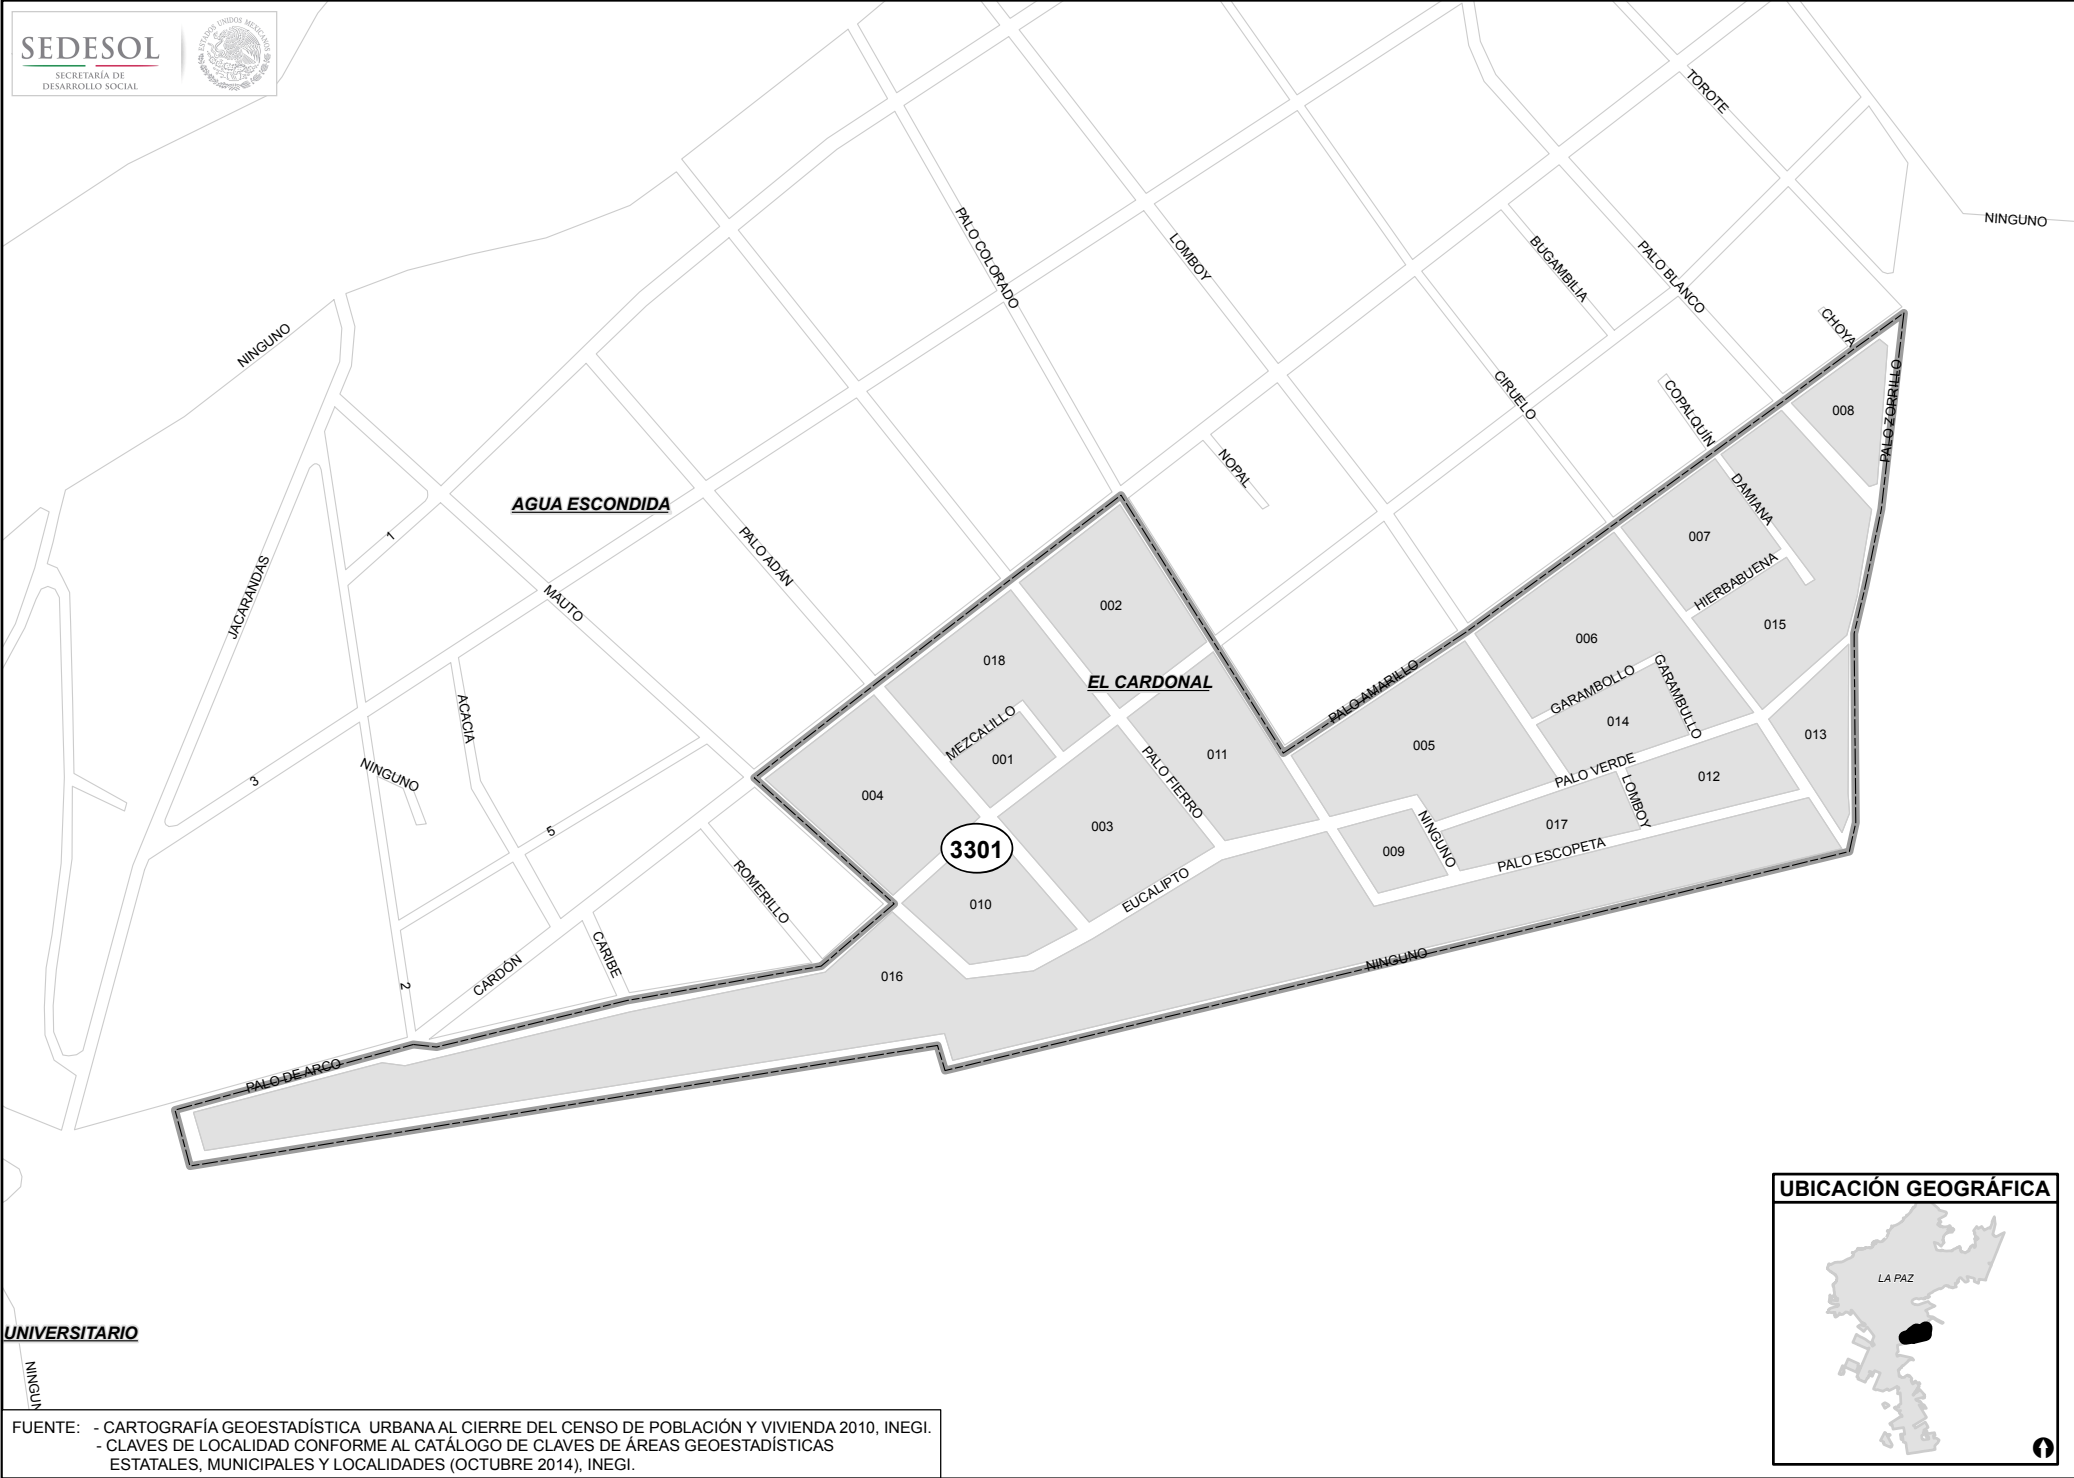 SEDESOL
SECRETARÍA DE
DESARROLLO SOCIAL
ESTADOS UNIDOS MEXICANOS
TOROTE
NINGUNO
PALO COLORADO
LOMBOY
BUGAMBILIA
PALO BLANCO
NINGUNO
CHOYA
PALO ZORRILLO
CIRUELO
COPALQUÍN
008
NOPAL
DAMIANA
AGUA ESCONDIDA
1
PALO ADÁN
007
HIERBABUENA
JACARANDAS
MAUTO
002
015
006
018
GARAMBOLLO
GARAMBULLO
EL CARDONAL
PALO AMARILLO
ACACIA
MEZCALILLO
014
013
005
011
001
NINGUNO
3
PALO FIERRO
PALO VERDE
012
LOMBOY
004
003
017
5
NINGUNO
3301
009
PALO ESCOPETA
ROMERILLO
EUCALIPTO
010
CARIBE
CARDÓN
016
NINGUNO
2
PALO DE ARCO
UBICACIÓN GEOGRÁFICA
LA PAZ
UNIVERSITARIO
NINGUN
FUENTE: - CARTOGRAFÍA GEOESTADÍSTICA URBANA AL CIERRE DEL CENSO DE POBLACIÓN Y VIVIENDA 2010, INEGI.
- CLAVES DE LOCALIDAD CONFORME AL CATÁLOGO DE CLAVES DE ÁREAS GEOESTADÍSTICAS
ESTATALES, MUNICIPALES Y LOCALIDADES (OCTUBRE 2014), INEGI.